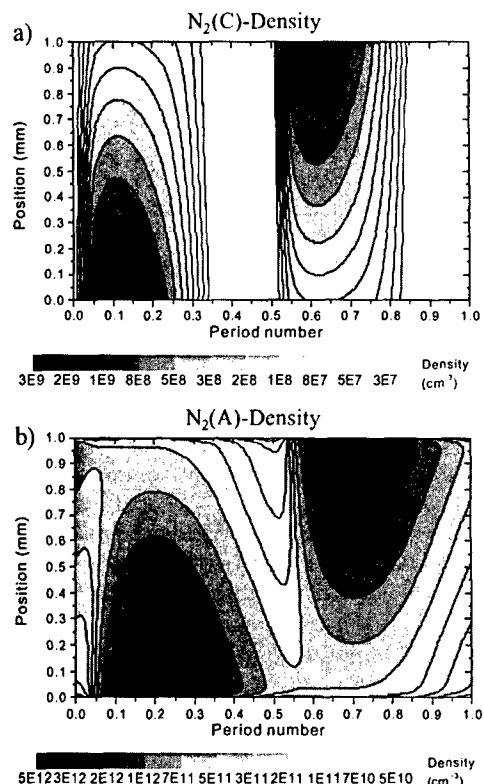 N₂(C)-Density
a)
1.0
0.9
0.8
0.7
0.6
0.5
0.4
0.3
0.2
0.1
0.0
Position (mm)
0.0 0.1 0.2 0.3 0.4 0.5 0.6 0.7 0.8 0.9 1.0
Period number
3E9 2E9 1E9 8E8 5E8 3E8 2E8 1E8 8E7 5E7 3E7
Density
(cm⁻³)
N₂(A)-Density
b)
1.0
0.9
0.8
0.7
0.6
0.5
0.4
0.3
0.2
0.1
0.0
Position (mm)
0.0 0.1 0.2 0.3 0.4 0.5 0.6 0.7 0.8 0.9 1.0
Period number
5E12 3E12 2E12 1E12 7E11 5E11 3E11 2E11 1E11 7E10 5E10
Density
(cm⁻³)